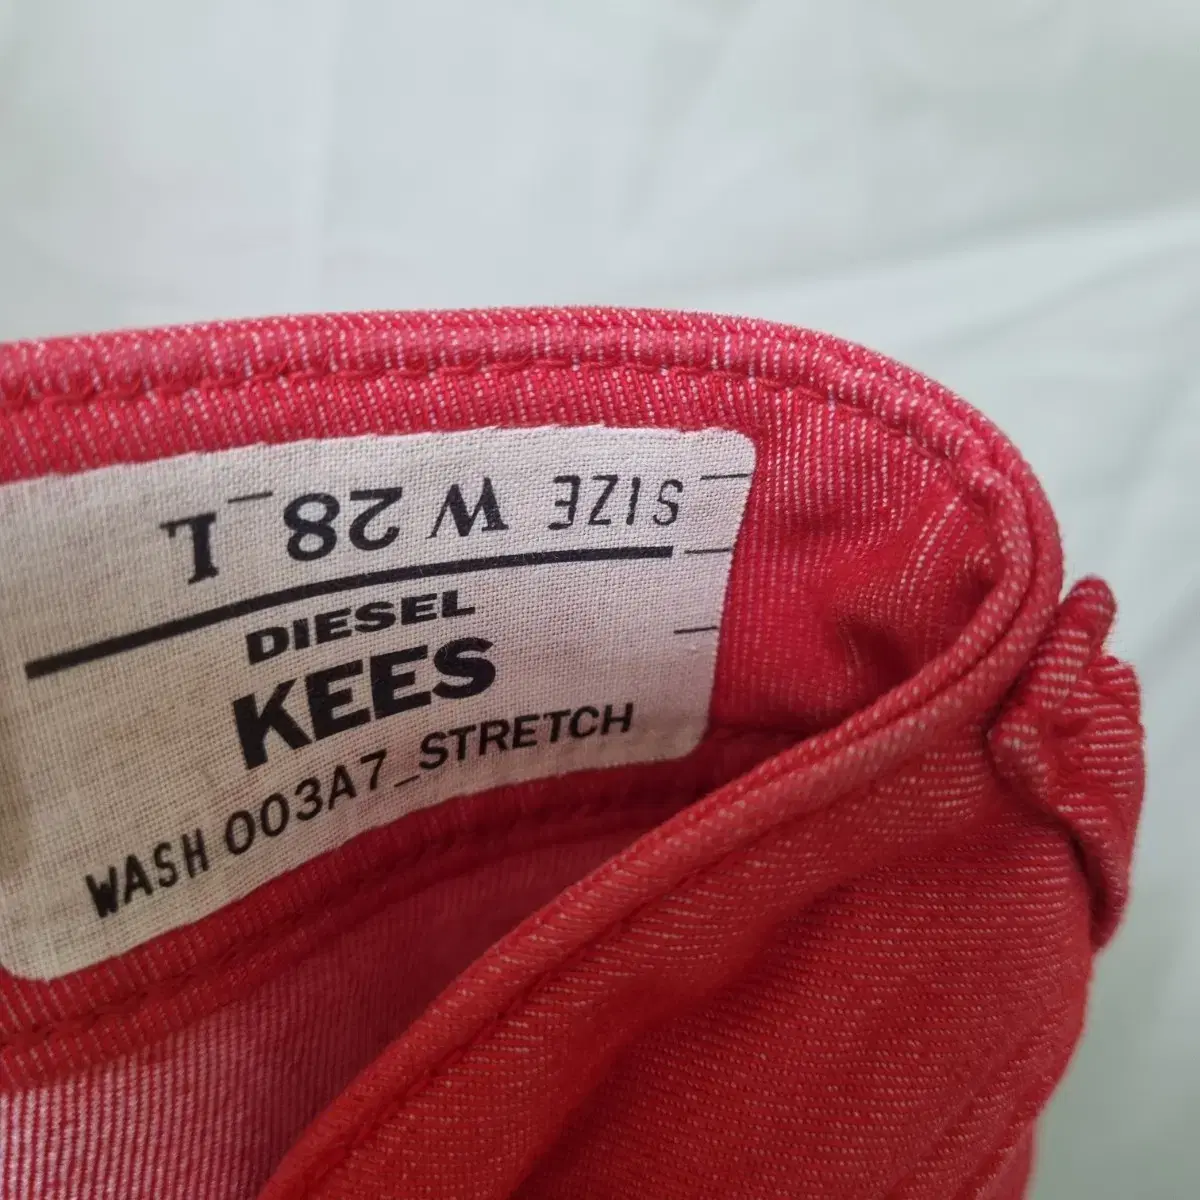 SIZE W 28 L
DIESEL
KEES
WASH 003A7_STRETCH